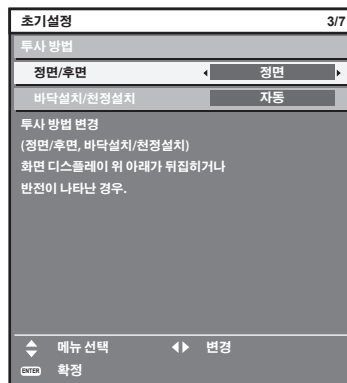 초기설정 3/7
투사 방법
정면/후면 정면
바닥설치/천정설치 자동
투사 방법 변경
(정면/후면, 바닥설치/천정설치)
화면 디스플레이 위 아래가 뒤집히거나
반전이 나타난 경우.
메뉴 선택 변경
ENTER 확정